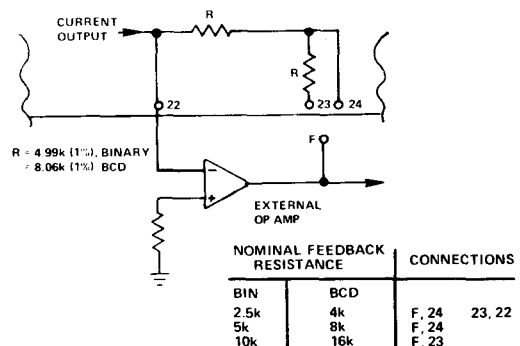 CURRENT
OUTPUT
R
R
22
23 24
R = 4.99k (1%), BINARY
= 8.06k (1%) BCD
F
-
+
EXTERNAL
OP AMP
NOMINAL FEEDBACK
RESISTANCE
CONNECTIONS
BIN BCD
2.5k 4k F, 24 23, 22
5k 8k F, 24
10k 16k F, 23